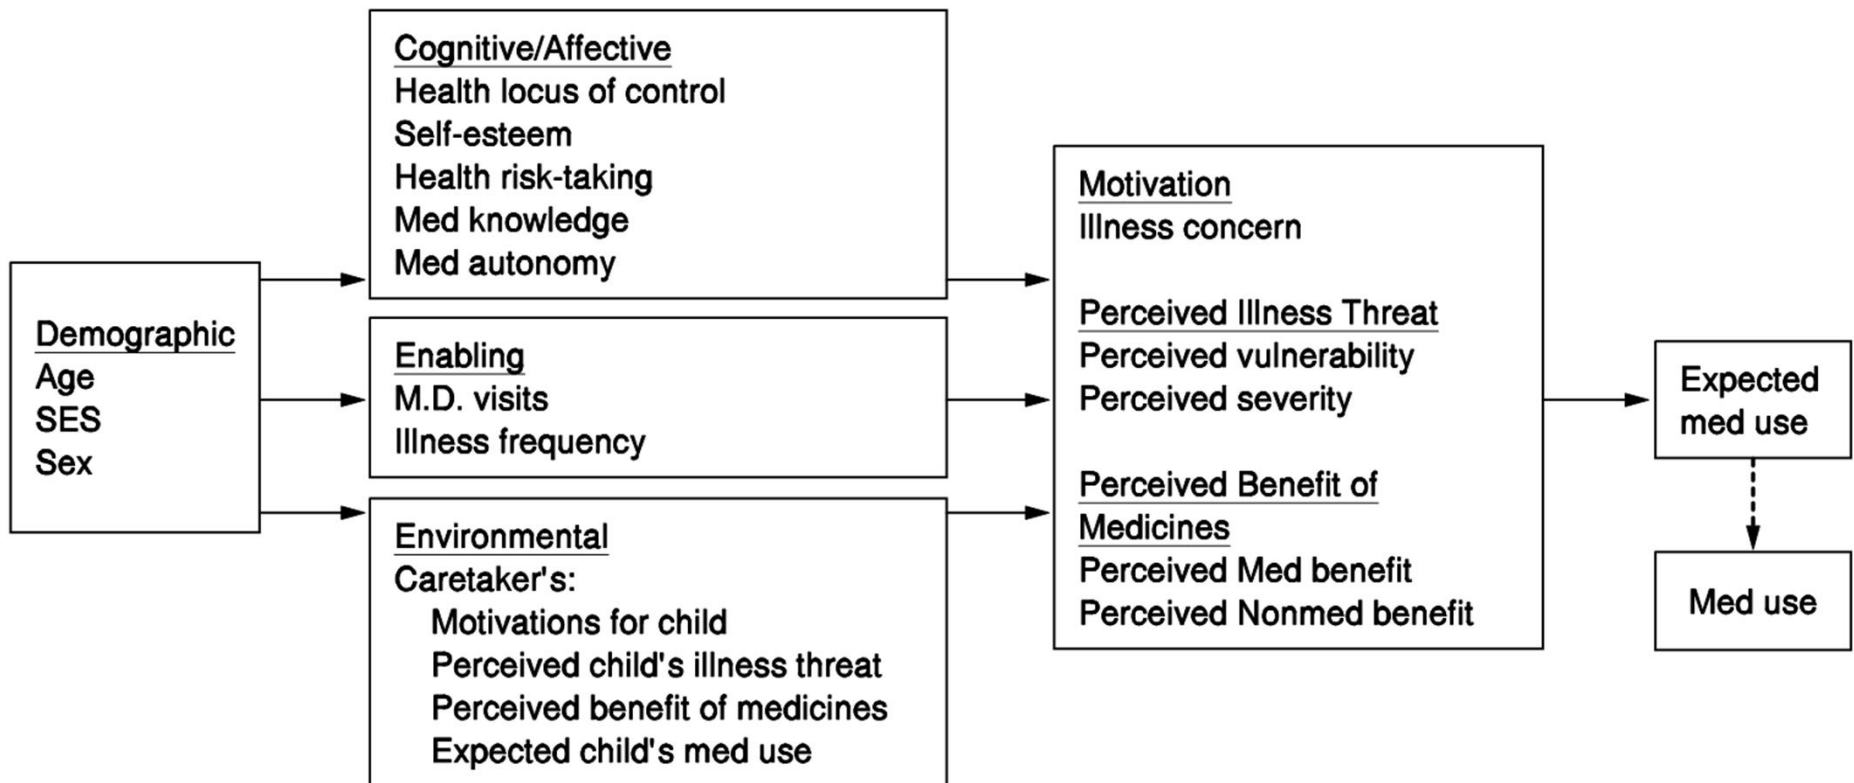 Demographic
Age
SES
Sex
Cognitive/Affective
Health locus of control
Self-esteem
Health risk-taking
Med knowledge
Med autonomy
Enabling
M.D. visits
Illness frequency
Environmental
Caretaker's:
Motivations for child
Perceived child's illness threat
Perceived benefit of medicines
Expected child's med use
Motivation
Illness concern
Perceived Illness Threat
Perceived vulnerability
Perceived severity
Perceived Benefit of
Medicines
Perceived Med benefit
Perceived Nonmed benefit
Expected
med use
Med use